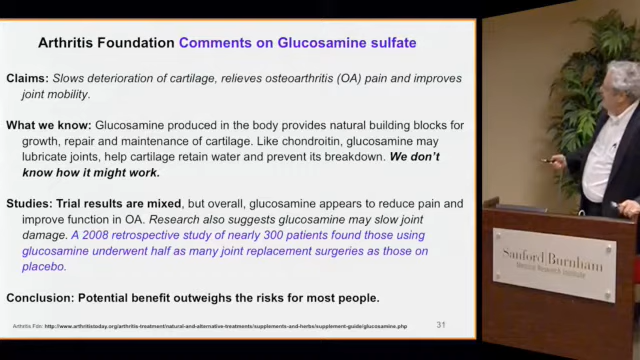 Arthritis Foundation Comments on Glucosamine sulfate
Claims: Slows deterioration of cartilage, relieves osteoarthritis (OA) pain and improves
joint mobility.
What we know: Glucosamine produced in the body provides natural building blocks for
growth, repair and maintenance of cartilage. Like chondroitin, glucosamine may
lubricate joints, help cartilage retain water and prevent its breakdown. We don't
know how it might work.
Studies: Trial results are mixed, but overall, glucosamine appears to reduce pain and
improve function in OA. Research also suggests glucosamine may slow joint
damage. A 2008 retrospective study of nearly 300 patients found those using
glucosamine underwent half as many joint replacement surgeries as those on
placebo.
Conclusion: Potential benefit outweighs the risks for most people.
Arthritis Fdn: http://www.arthritistoday.org/arthritis-treatment/natural-and-alternative-treatments/supplements-and-herbs/supplement-guide/glucosamine.php
31
Sanford Burnham
Medical Research Institute